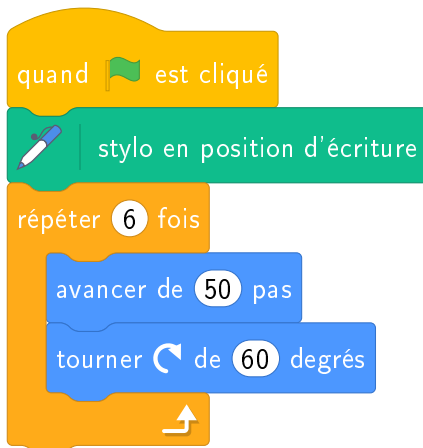 quand est cliqué
stylo en position d'écriture
répéter 6 fois
avancer de 50 pas
tourner de 60 degrés